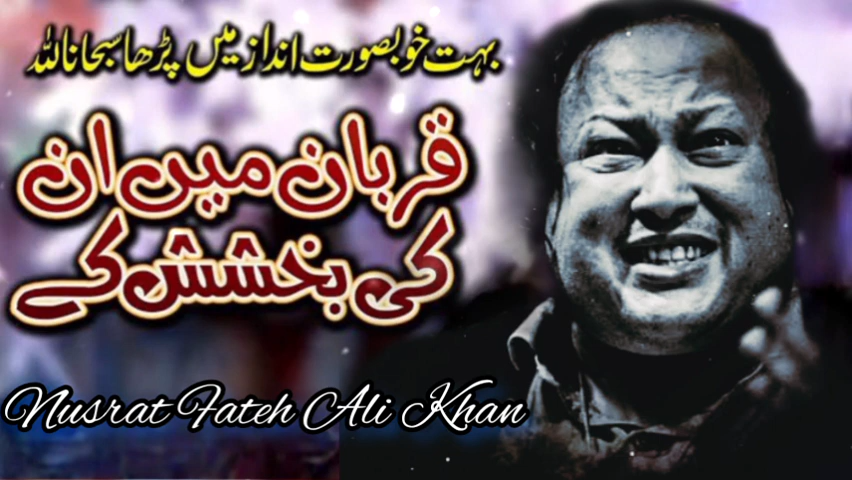 بہت خوبصورت انداز میں پڑھا سبحان اللہ
قربان میں ان
کی بخشش کے
Nusrat Fateh Ali Khan